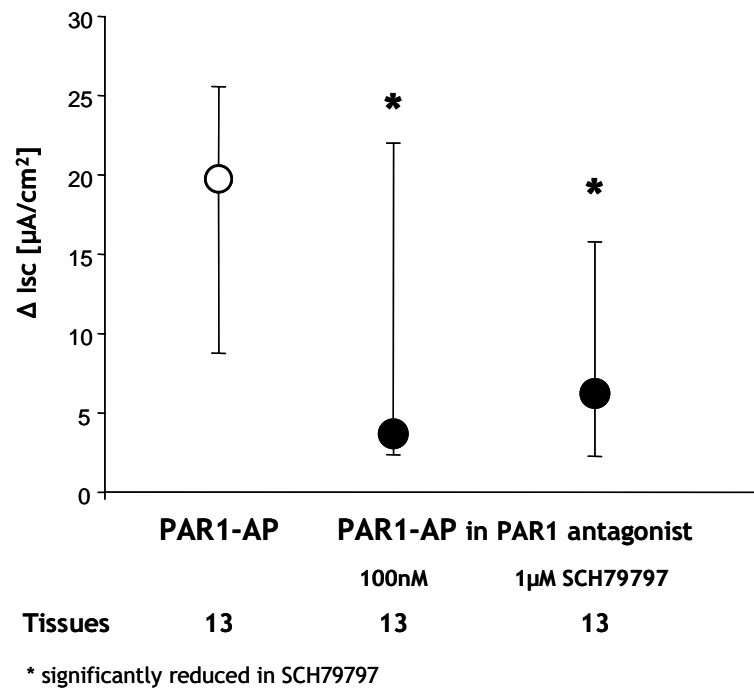 30
25
20
15
10
5
0
Δ Isc [µA/cm²]
*
*
PAR1-AP PAR1-AP in PAR1 antagonist
100nM 1µM SCH79797
Tissues 13 13 13
* significantly reduced in SCH79797